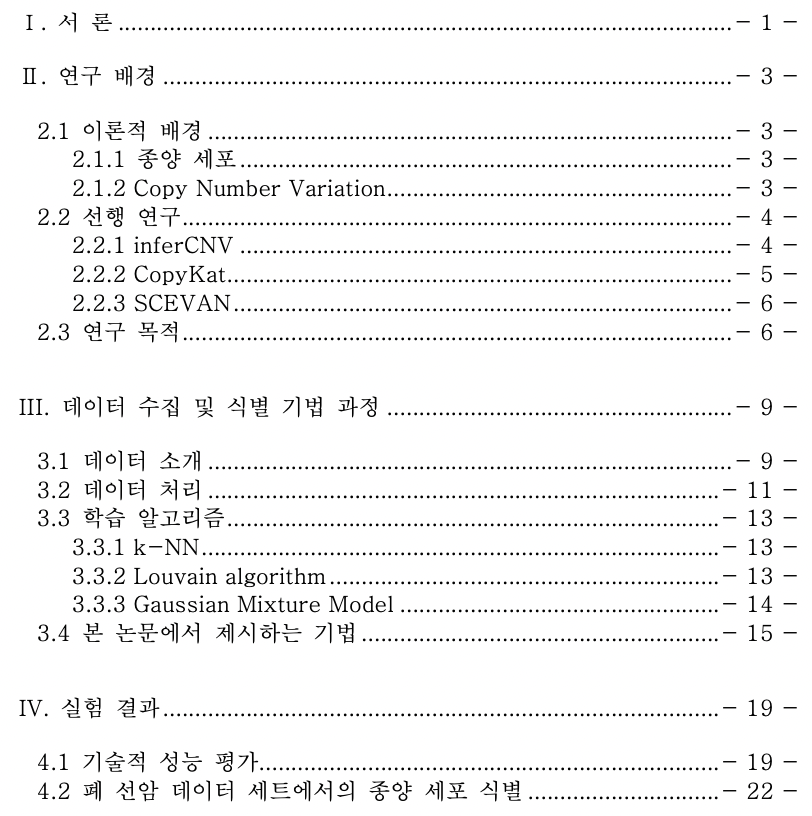 Ⅰ. 서 론 ........................................ - 1 -
Ⅱ. 연구 배경 ........................................ - 3 -
2.1 이론적 배경 ........................................ - 3 -
2.1.1 종양 세포 ........................................ - 3 -
2.1.2 Copy Number Variation ........................................ - 3 -
2.2 선행 연구 ........................................ - 4 -
2.2.1 inferCNV ........................................ - 4 -
2.2.2 CopyKat ........................................ - 5 -
2.2.3 SCEVAN ........................................ - 6 -
2.3 연구 목적 ........................................ - 6 -
III. 데이터 수집 및 식별 기법 과정 ........................................ - 9 -
3.1 데이터 소개 ........................................ - 9 -
3.2 데이터 처리 ........................................ - 11 -
3.3 학습 알고리즘 ........................................ - 13 -
3.3.1 k-NN ........................................ - 13 -
3.3.2 Louvain algorithm ........................................ - 13 -
3.3.3 Gaussian Mixture Model ........................................ - 14 -
3.4 본 논문에서 제시하는 기법 ........................................ - 15 -
IV. 실험 결과 ........................................ - 19 -
4.1 기술적 성능 평가 ........................................ - 19 -
4.2 폐 선암 데이터 세트에서의 종양 세포 식별 ........................................ - 22 -